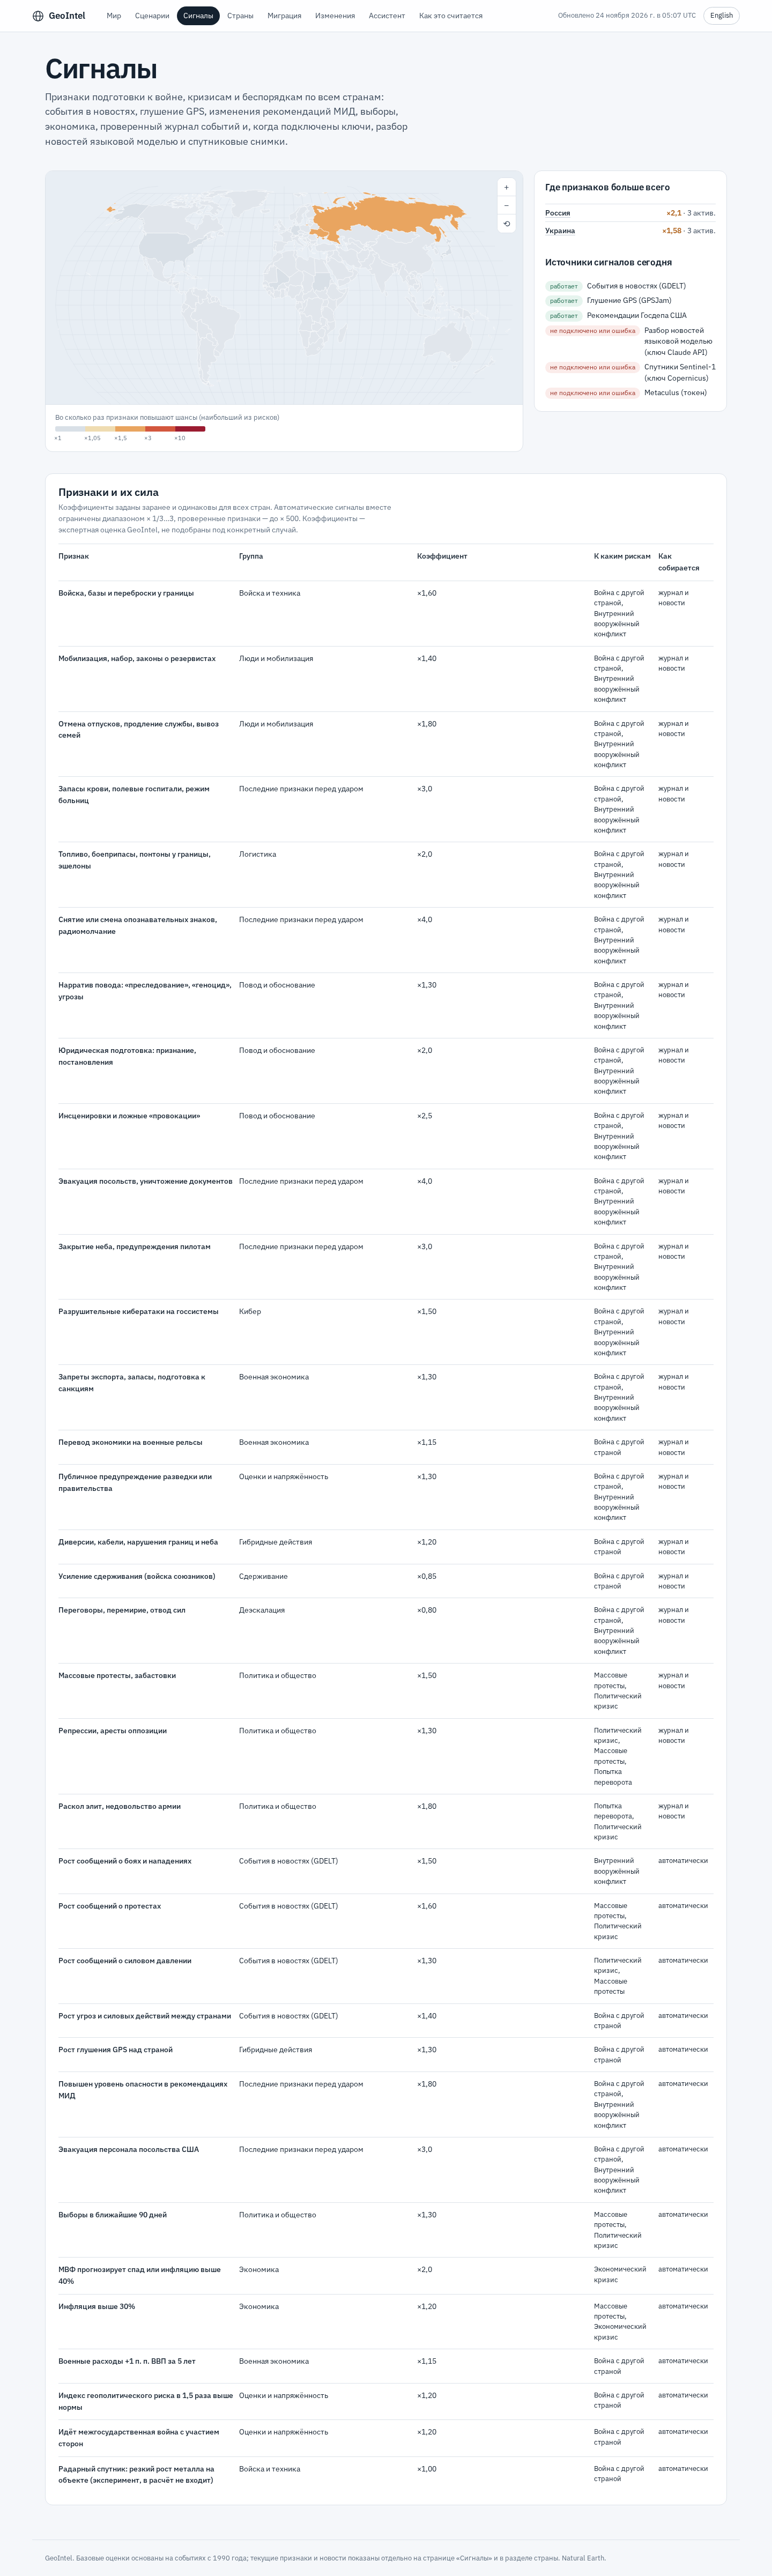 GeoIntel
Мир Сценарии Сигналы Страны Миграция Изменения Ассистент Как это считается
Обновлено 24 ноября 2026 г. в 05:07 UTC English
Сигналы
Признаки подготовки к войне, кризисам и беспорядкам по всем странам:
события в новостях, глушение GPS, изменения рекомендаций МИД, выборы,
экономика, проверенный журнал событий и, когда подключены ключи, разбор
новостей языковой моделью и спутниковые снимки.
+
−
⟲
Во сколько раз признаки повышают шансы (наибольший из рисков)
×1 ×1,05 ×1,5 ×3 ×10
Где признаков больше всего
Россия ×2,1 · 3 актив.
Украина ×1,58 · 3 актив.
Источники сигналов сегодня
работает События в новостях (GDELT)
работает Глушение GPS (GPSJam)
работает Рекомендации Госдепа США
не подключено или ошибка Разбор новостей
языковой моделью
(ключ Claude API)
не подключено или ошибка Спутники Sentinel-1
(ключ Copernicus)
не подключено или ошибка Metaculus (токен)
Признаки и их сила
Коэффициенты заданы заранее и одинаковы для всех стран. Автоматические сигналы вместе
ограничены диапазоном × 1/3…3, проверенные признаки — до × 500. Коэффициенты —
экспертная оценка GeoIntel, не подобраны под конкретный случай.
Признак Группа Коэффициент К каким рискам Как
собирается
Войска, базы и переброски у границы Войска и техника ×1,60 Война с другой журнал и
страной, новости
Внутренний
вооружённый
конфликт
Мобилизация, набор, законы о резервистах Люди и мобилизация ×1,40 Война с другой журнал и
страной, новости
Внутренний
вооружённый
конфликт
Отмена отпусков, продление службы, вывоз Люди и мобилизация ×1,80 Война с другой журнал и
семей страной, новости
Внутренний
вооружённый
конфликт
Запасы крови, полевые госпитали, режим Последние признаки перед ударом ×3,0 Война с другой журнал и
больниц страной, новости
Внутренний
вооружённый
конфликт
Топливо, боеприпасы, понтоны у границы, Логистика ×2,0 Война с другой журнал и
эшелоны страной, новости
Внутренний
вооружённый
конфликт
Снятие или смена опознавательных знаков, Последние признаки перед ударом ×4,0 Война с другой журнал и
радиомолчание страной, новости
Внутренний
вооружённый
конфликт
Нарратив повода: «преследование», «геноцид», Повод и обоснование ×1,30 Война с другой журнал и
угрозы страной, новости
Внутренний
вооружённый
конфликт
Юридическая подготовка: признание, Повод и обоснование ×2,0 Война с другой журнал и
постановления страной, новости
Внутренний
вооружённый
конфликт
Инсценировки и ложные «провокации» Повод и обоснование ×2,5 Война с другой журнал и
страной, новости
Внутренний
вооружённый
конфликт
Эвакуация посольств, уничтожение документов Последние признаки перед ударом ×4,0 Война с другой журнал и
страной, новости
Внутренний
вооружённый
конфликт
Закрытие неба, предупреждения пилотам Последние признаки перед ударом ×3,0 Война с другой журнал и
страной, новости
Внутренний
вооружённый
конфликт
Разрушительные кибератаки на госсистемы Кибер ×1,50 Война с другой журнал и
страной, новости
Внутренний
вооружённый
конфликт
Запреты экспорта, запасы, подготовка к Военная экономика ×1,30 Война с другой журнал и
санкциям страной, новости
Внутренний
вооружённый
конфликт
Перевод экономики на военные рельсы Военная экономика ×1,15 Война с другой журнал и
страной новости
Публичное предупреждение разведки или Оценки и напряжённость ×1,30 Война с другой журнал и
правительства страной, новости
Внутренний
вооружённый
конфликт
Диверсии, кабели, нарушения границ и неба Гибридные действия ×1,20 Война с другой журнал и
страной новости
Усиление сдерживания (войска союзников) Сдерживание ×0,85 Война с другой журнал и
страной новости
Переговоры, перемирие, отвод сил Деэскалация ×0,80 Война с другой журнал и
страной, новости
Внутренний
вооружённый
конфликт
Массовые протесты, забастовки Политика и общество ×1,50 Массовые журнал и
протесты, новости
Политический
кризис
Репрессии, аресты оппозиции Политика и общество ×1,30 Политический журнал и
кризис, новости
Массовые
протесты,
Попытка
переворота
Раскол элит, недовольство армии Политика и общество ×1,80 Попытка журнал и
переворота, новости
Политический
кризис
Рост сообщений о боях и нападениях События в новостях (GDELT) ×1,50 Внутренний автоматически
вооружённый
конфликт
Рост сообщений о протестах События в новостях (GDELT) ×1,60 Массовые автоматически
протесты,
Политический
кризис
Рост сообщений о силовом давлении События в новостях (GDELT) ×1,30 Политический автоматически
кризис,
Массовые
протесты
Рост угроз и силовых действий между странами События в новостях (GDELT) ×1,40 Война с другой автоматически
страной
Рост глушения GPS над страной Гибридные действия ×1,30 Война с другой автоматически
страной
Повышен уровень опасности в рекомендациях Последние признаки перед ударом ×1,80 Война с другой автоматически
МИД страной,
Внутренний
вооружённый
конфликт
Эвакуация персонала посольства США Последние признаки перед ударом ×3,0 Война с другой автоматически
страной,
Внутренний
вооружённый
конфликт
Выборы в ближайшие 90 дней Политика и общество ×1,30 Массовые автоматически
протесты,
Политический
кризис
МВФ прогнозирует спад или инфляцию выше Экономика ×2,0 Экономический автоматически
40% кризис
Инфляция выше 30% Экономика ×1,20 Массовые автоматически
протесты,
Экономический
кризис
Военные расходы +1 п. п. ВВП за 5 лет Военная экономика ×1,15 Война с другой автоматически
страной
Индекс геополитического риска в 1,5 раза выше Оценки и напряжённость ×1,20 Война с другой автоматически
нормы страной
Идёт межгосударственная война с участием Оценки и напряжённость ×1,20 Война с другой автоматически
сторон страной
Радарный спутник: резкий рост металла на Войска и техника ×1,00 Война с другой автоматически
объекте (эксперимент, в расчёт не входит) страной
GeoIntel. Базовые оценки основаны на событиях с 1990 года; текущие признаки и новости показаны отдельно на странице «Сигналы» и в разделе страны. Natural Earth.